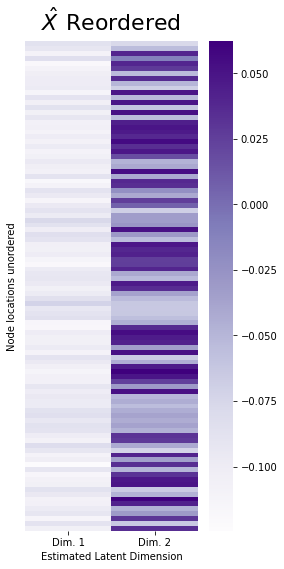 X̂ Reordered
Node locations unordered
0.050
0.025
0.000
−0.025
−0.050
−0.075
−0.100
Dim. 1
Dim. 2
Estimated Latent Dimension